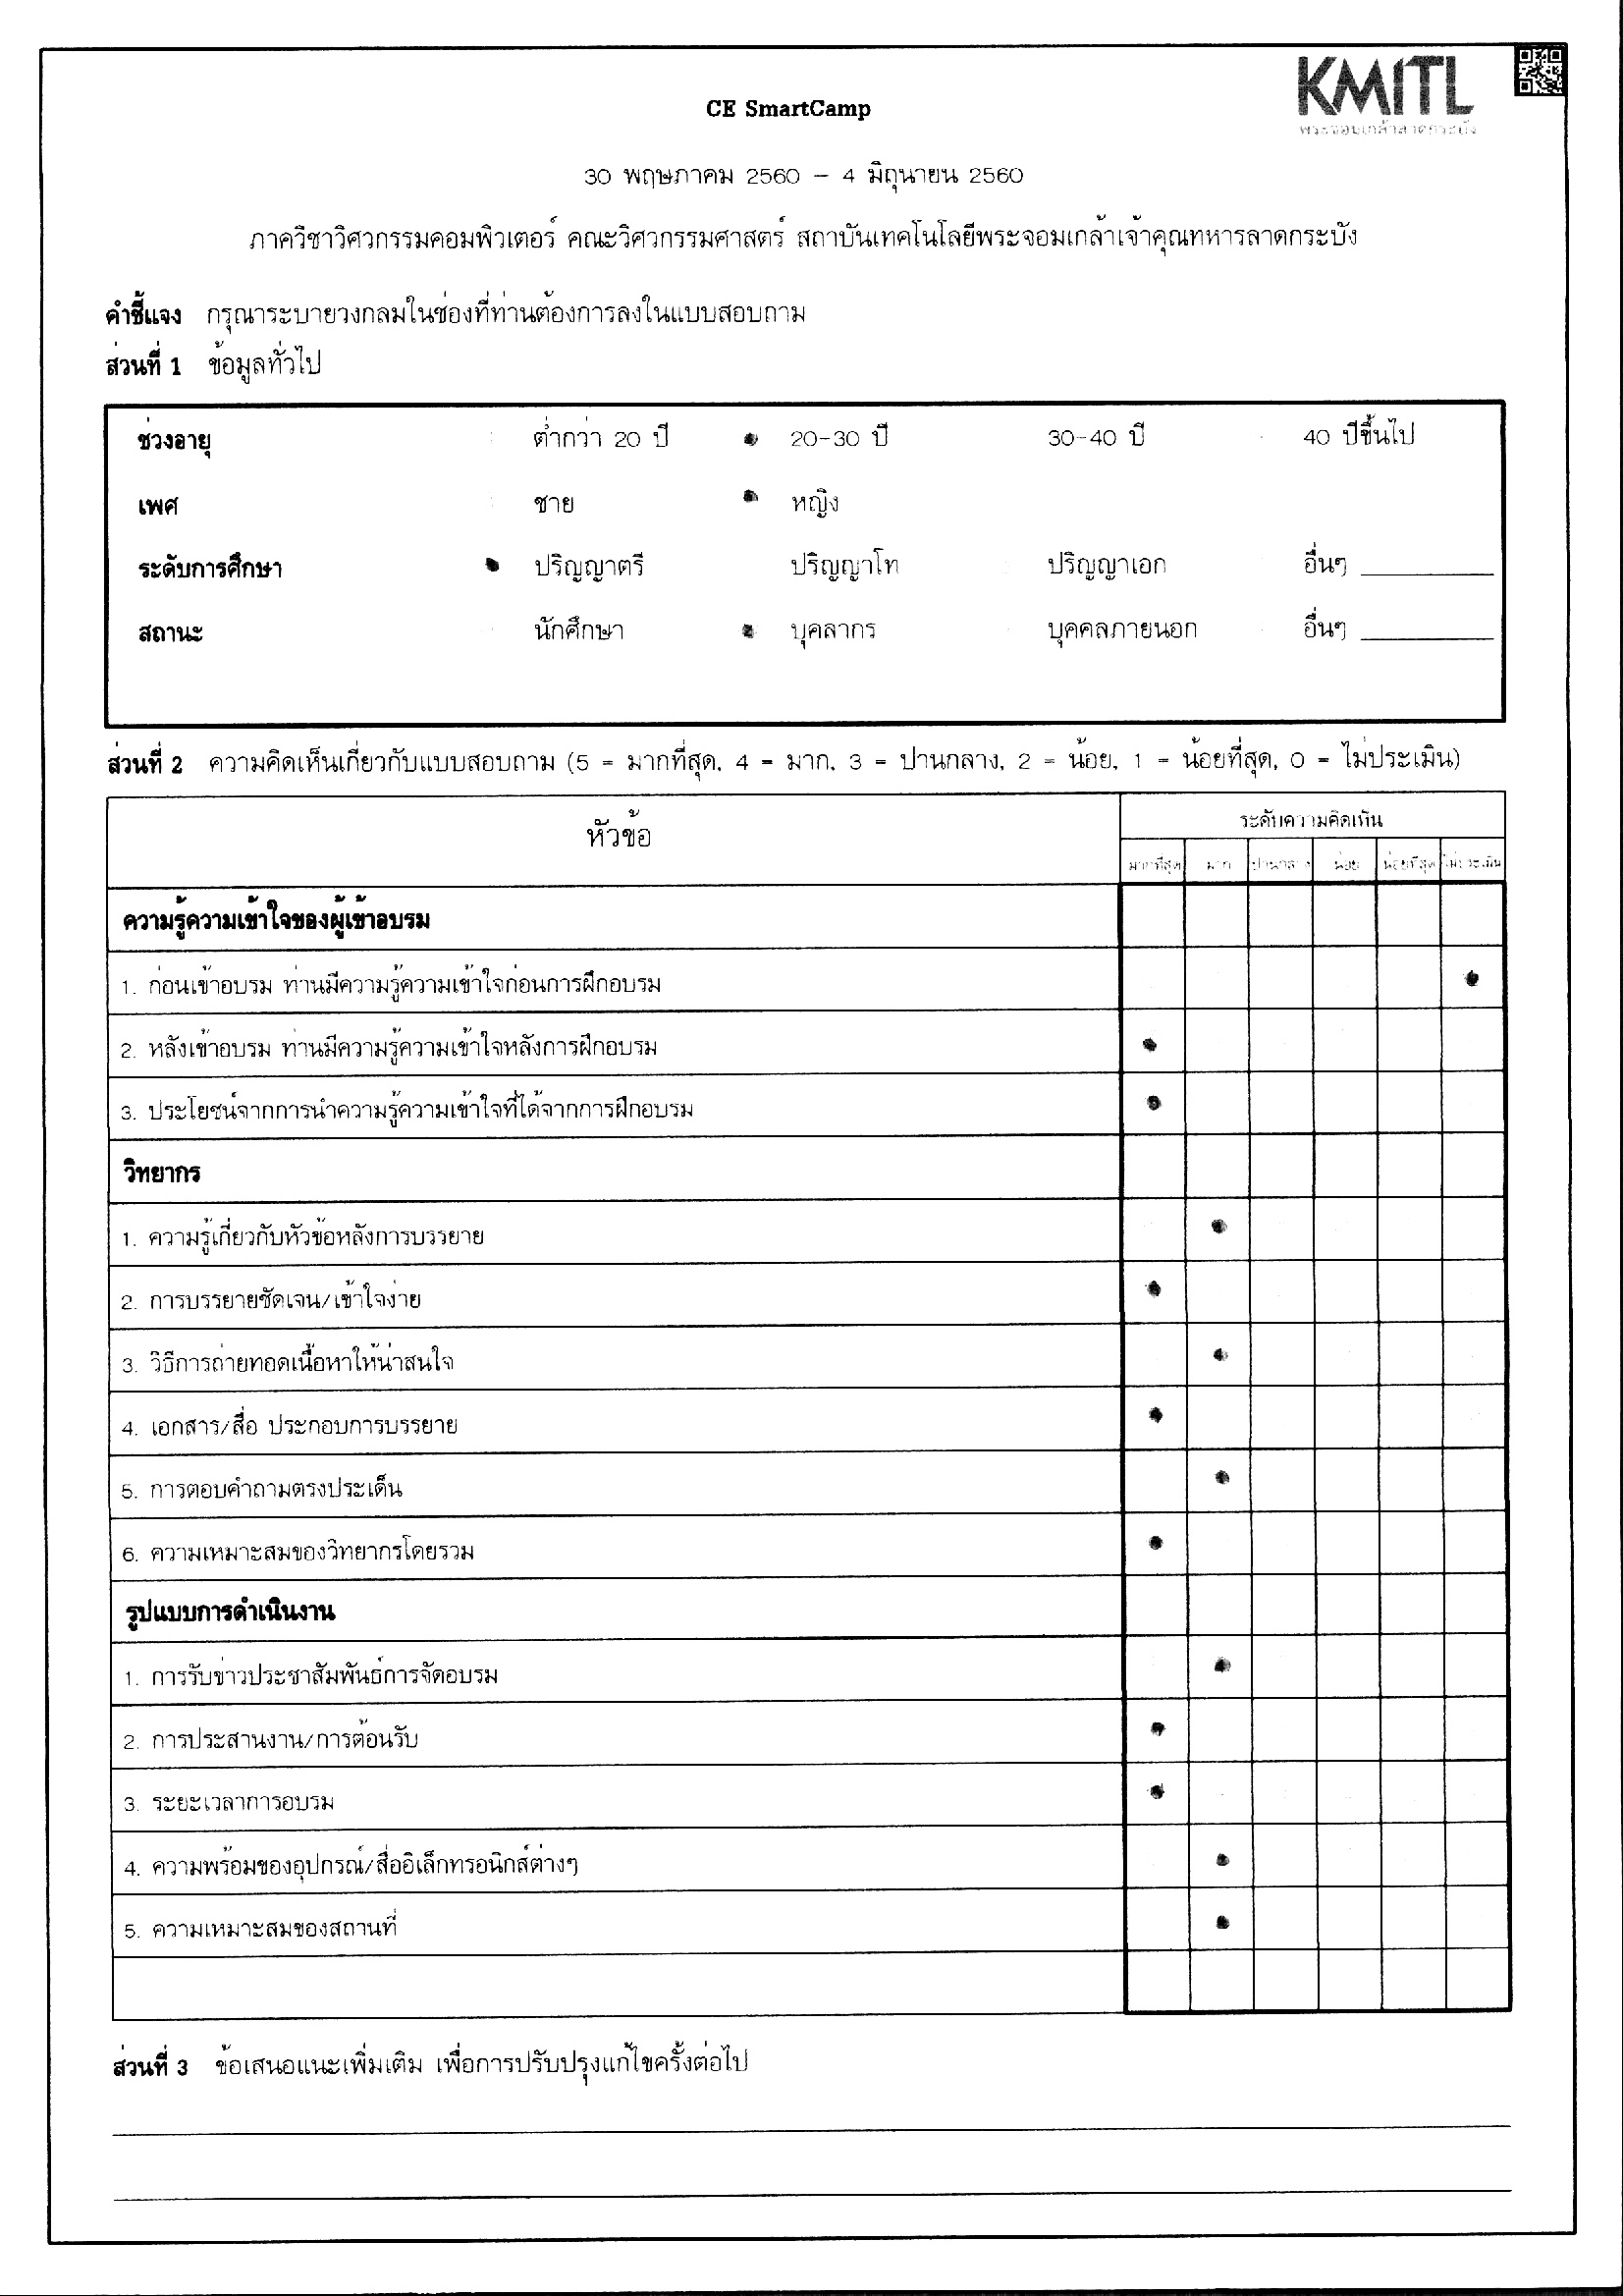 KMITL
พระจอมเกล้าลาดกระบัง
CE SmartCamp
30 พฤษภาคม 2560 - 4 มิถุนายน 2560
ภาควิชาวิศวกรรมคอมพิวเตอร์ คณะวิศวกรรมศาสตร์ สถาบันเทคโนโลยีพระจอมเกล้าเจ้าคุณทหารลาดกระบัง
คำชี้แจง กรุณาระบายวงกลมในช่องที่ท่านต้องการลงในแบบสอบถาม
ส่วนที่ 1 ข้อมูลทั่วไป
ช่วงอายุ ต่ำกว่า 20 ปี 20-30 ปี 30-40 ปี 40 ปีขึ้นไป
เพศ ชาย หญิง
ระดับการศึกษา ปริญญาตรี ปริญญาโท ปริญญาเอก อื่นๆ
สถานะ นักศึกษา บุคลากร บุคคลภายนอก อื่นๆ
ส่วนที่ 2 ความคิดเห็นเกี่ยวกับแบบสอบถาม (5 = มากที่สุด, 4 = มาก, 3 = ปานกลาง, 2 = น้อย, 1 = น้อยที่สุด, 0 = ไม่ประเมิน)
หัวข้อ ระดับความคิดเห็น
มากที่สุด มาก ปานกลาง น้อย น้อยที่สุด ไม่ประเมิน
ความรู้ความเข้าใจของผู้เข้าอบรม
1. ก่อนเข้าอบรม ท่านมีความรู้ความเข้าใจก่อนการฝึกอบรม
2. หลังเข้าอบรม ท่านมีความรู้ความเข้าใจหลังการฝึกอบรม
3. ประโยชน์จากการนำความรู้ความเข้าใจที่ได้จากการฝึกอบรม
วิทยากร
1. ความรู้เกี่ยวกับหัวข้อหลังการบรรยาย
2. การบรรยายชัดเจน/เข้าใจง่าย
3. วิธีการถ่ายทอดเนื้อหาให้น่าสนใจ
4. เอกสาร/สื่อ ประกอบการบรรยาย
5. การตอบคำถามตรงประเด็น
6. ความเหมาะสมของวิทยากรโดยรวม
รูปแบบการดำเนินงาน
1. การรับข่าวประชาสัมพันธ์การจัดอบรม
2. การประสานงาน/การต้อนรับ
3. ระยะเวลาการอบรม
4. ความพร้อมของอุปกรณ์/สื่ออิเล็กทรอนิกส์ต่างๆ
5. ความเหมาะสมของสถานที่
ส่วนที่ 3 ข้อเสนอแนะเพิ่มเติม เพื่อการปรับปรุงแก้ไขครั้งต่อไป